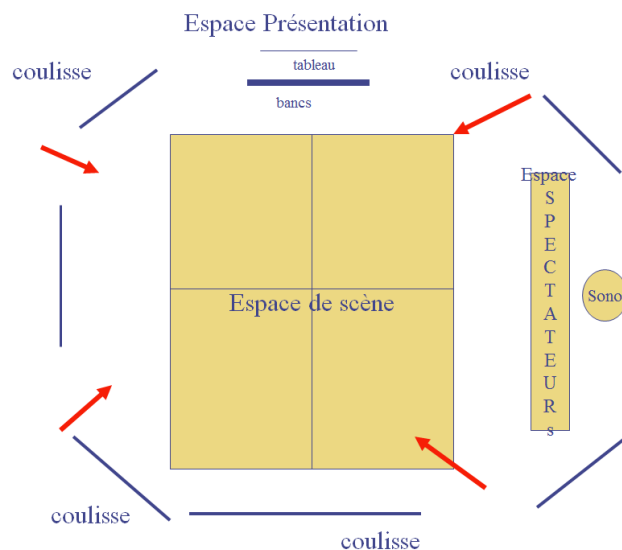 Espace Présentation
tableau
coulisse
coulisse
bancs
Espace
S
P
E
C
T
A
T
E
U
R
s
Sono
Espace de scène
coulisse
coulisse